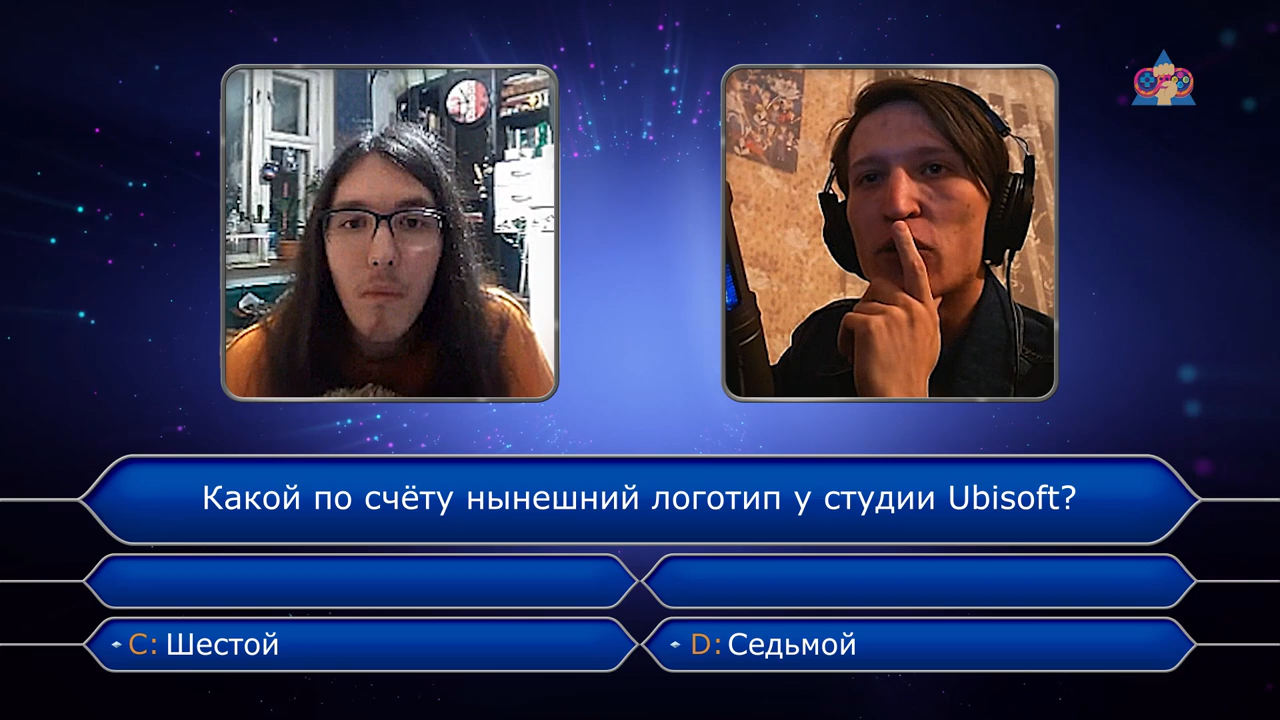 Какой по счёту нынешний логотип у студии Ubisoft?
C: Шестой
D: Седьмой